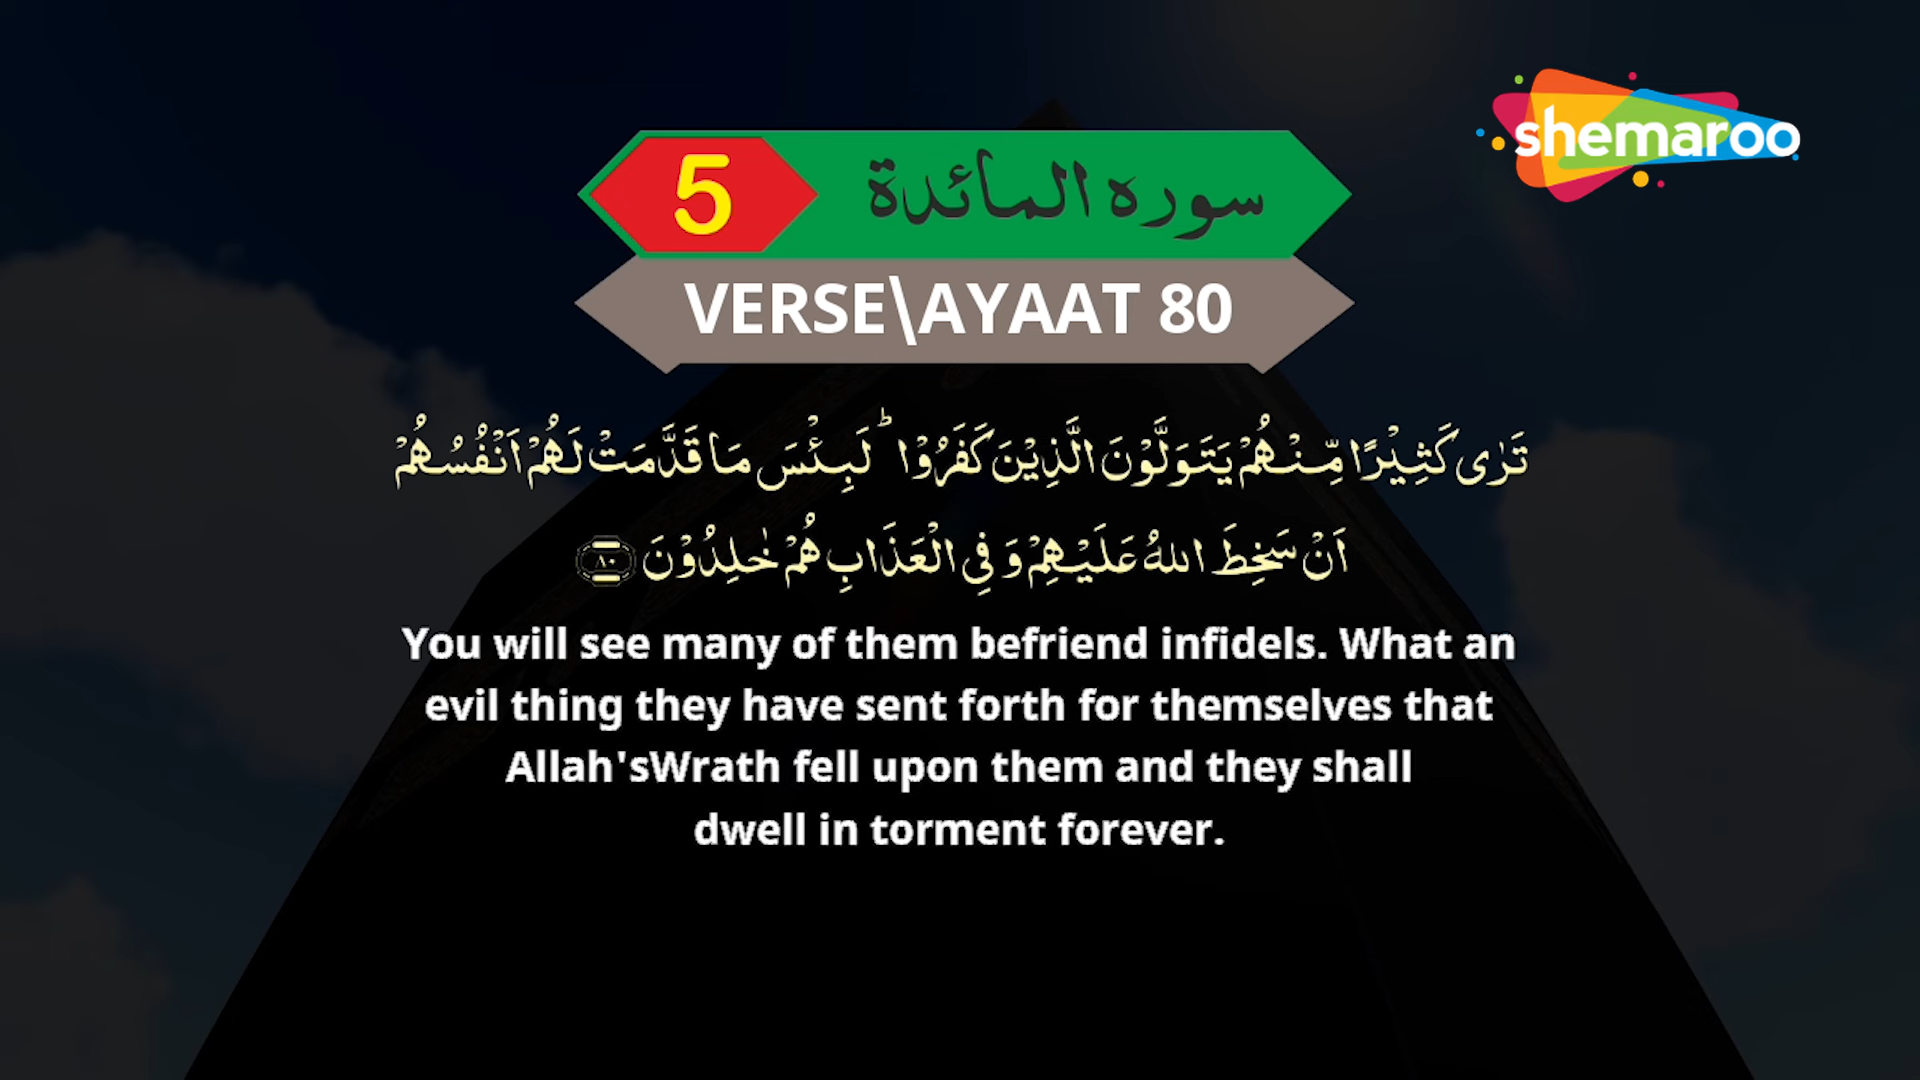 shemaroo
5 سوره المائدة
VERSE\AYAAT 80
تَرٰى كَثِيْرًا مِّنْهُمْ يَتَوَلَّوْنَ الَّذِيْنَ كَفَرُوْا ؕ لَبِئْسَ مَا قَدَّمَتْ لَهُمْ اَنْفُسُهُمْ
اَنْ سَخِطَ اللهُ عَلَيْهِمْ وَ فِى الْعَذَابِ هُمْ خٰلِدُوْنَ ۸۰
You will see many of them befriend infidels. What an
evil thing they have sent forth for themselves that
Allah'sWrath fell upon them and they shall
dwell in torment forever.